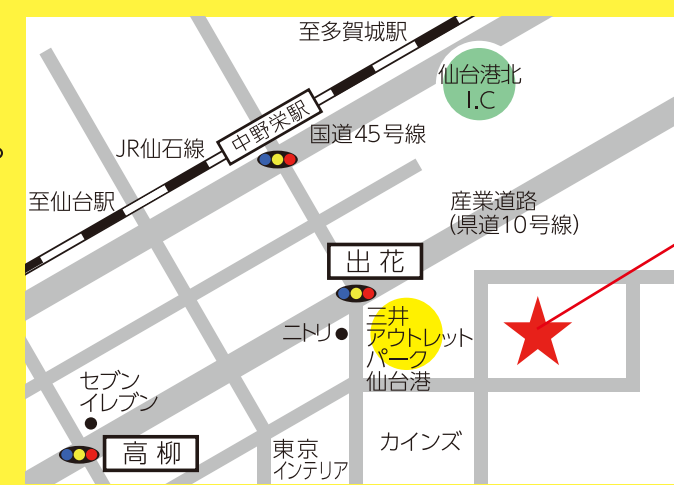 至多賀城駅
仙台港北
I.C
中野栄駅
国道45号線
JR仙石線
至仙台駅
産業道路
(県道10号線)
出花
三井
アウトレット
パーク
仙台港
ニトリ
セブン
イレブン
高柳
東京
インテリア
カインズ